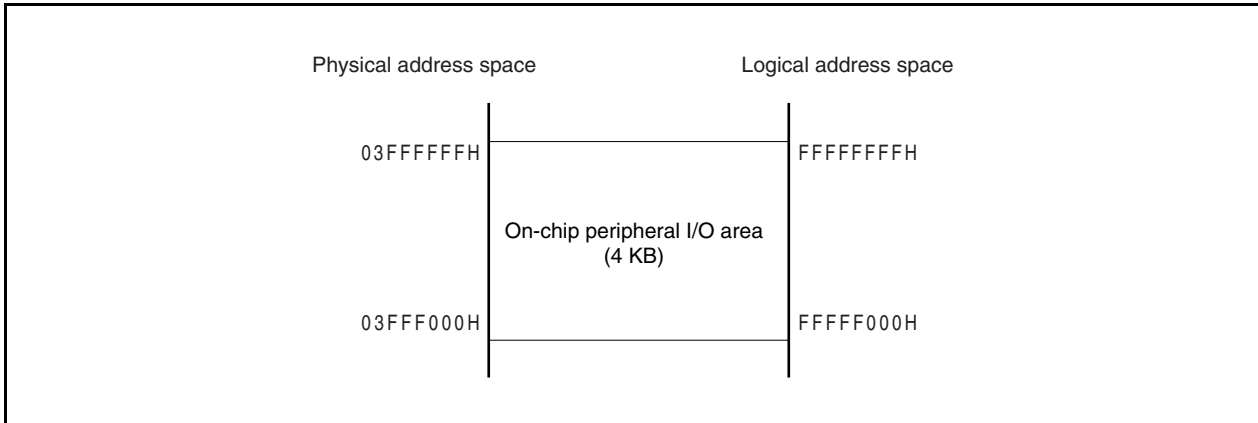 Physical address space Logical address space
03FFFFFFH FFFFFFFFH
On-chip peripheral I/O area
(4 KB)
03FFF000H FFFFF000H